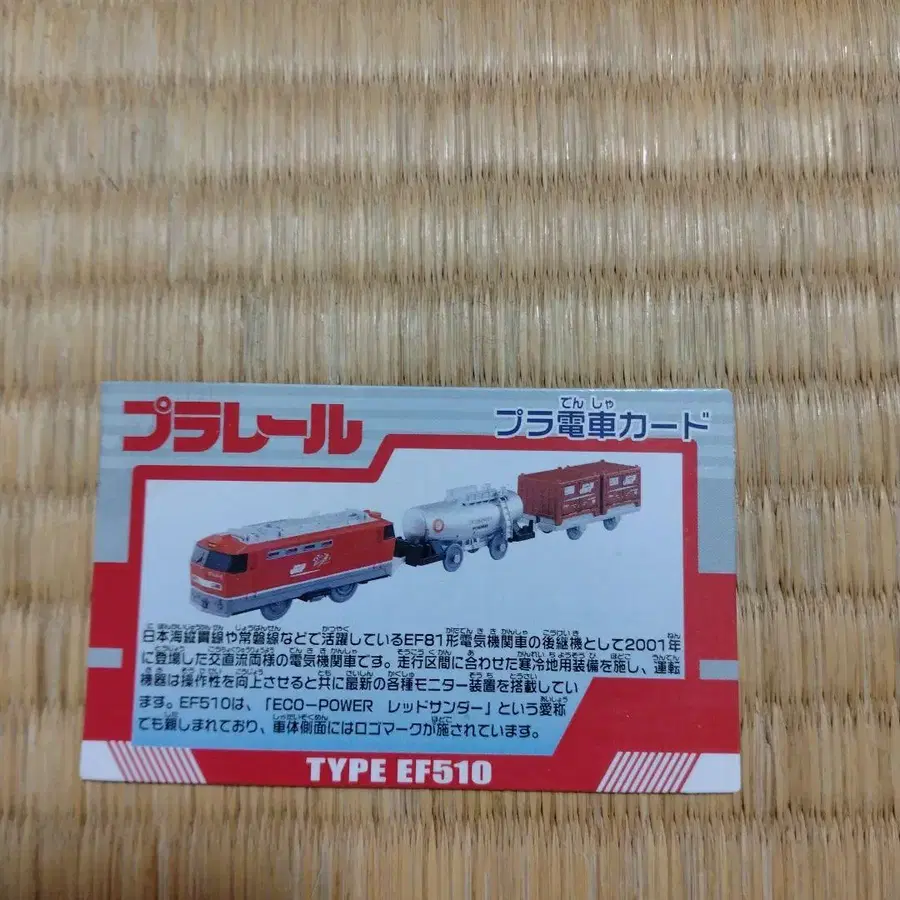 プラレール
プラ電車カード
でんしゃ
日本海縦貫線や常磐線などで活躍しているEF81形電気機関車の後継機として2001年
に登場した交直流両様の電気機関車です。走行区間に合わせた寒冷地用装備を施し、運転
機器は操作性を向上させると共に最新の各種モニター装置を搭載してい
ます。EF510は、「ECO-POWER レッドサンダー」という愛称
でも親しまれており、車体側面にはロゴマークが施されています。
TYPE EF510